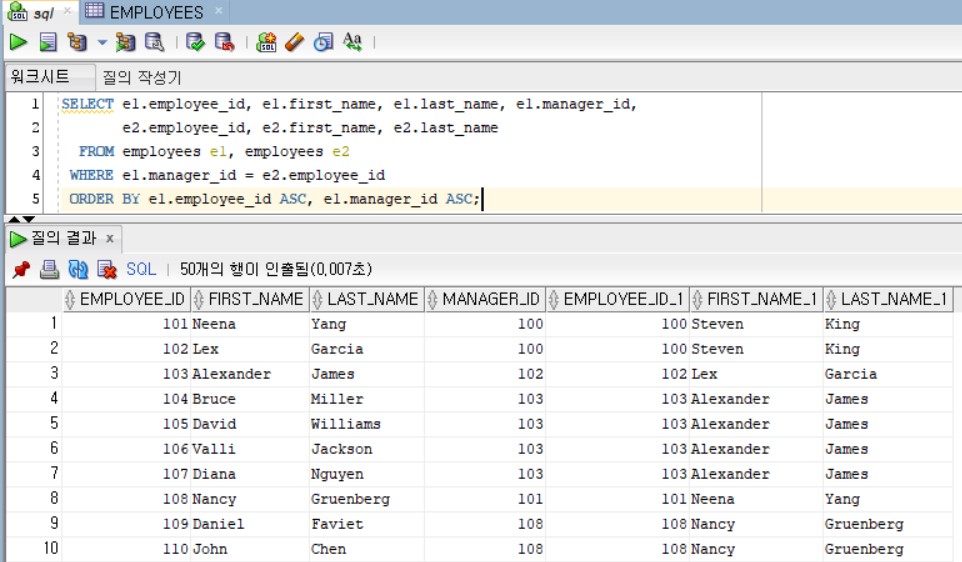 sql EMPLOYEES
워크시트 질의 작성기
1 SELECT e1.employee_id, e1.first_name, e1.last_name, e1.manager_id,
2 e2.employee_id, e2.first_name, e2.last_name
3 FROM employees e1, employees e2
4 WHERE e1.manager_id = e2.employee_id
5 ORDER BY e1.employee_id ASC, e1.manager_id ASC;
질의 결과 x
SQL | 50개의 행이 인출됨(0,007초)
EMPLOYEE_ID FIRST_NAME LAST_NAME MANAGER_ID EMPLOYEE_ID_1 FIRST_NAME_1 LAST_NAME_1
1 101 Neena Yang 100 100 Steven King
2 102 Lex Garcia 100 100 Steven King
3 103 Alexander James 102 102 Lex Garcia
4 104 Bruce Miller 103 103 Alexander James
5 105 David Williams 103 103 Alexander James
6 106 Valli Jackson 103 103 Alexander James
7 107 Diana Nguyen 103 103 Alexander James
8 108 Nancy Gruenberg 101 101 Neena Yang
9 109 Daniel Faviet 108 108 Nancy Gruenberg
10 110 John Chen 108 108 Nancy Gruenberg